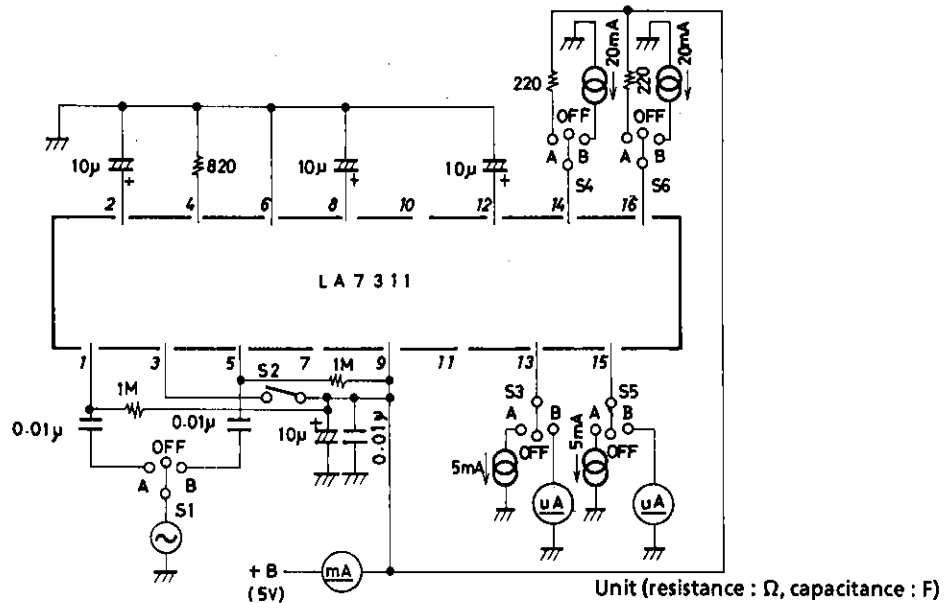 20mA
20mA
220
220
OFF
OFF
A
B
A
B
S4
S6
10μ
+
820
10μ
+
10μ
+
2
4
6
8
10
12
14
16
LA7311
1
3
5
7
9
11
13
15
S2
1M
1M
0.01μ
0.01μ
+
10μ
0.01μ
OFF
A
B
S1
S3
S5
A
B
A
B
OFF
OFF
5mA
5mA
uA
uA
+B
(5V)
mA
Unit (resistance : Ω, capacitance : F)